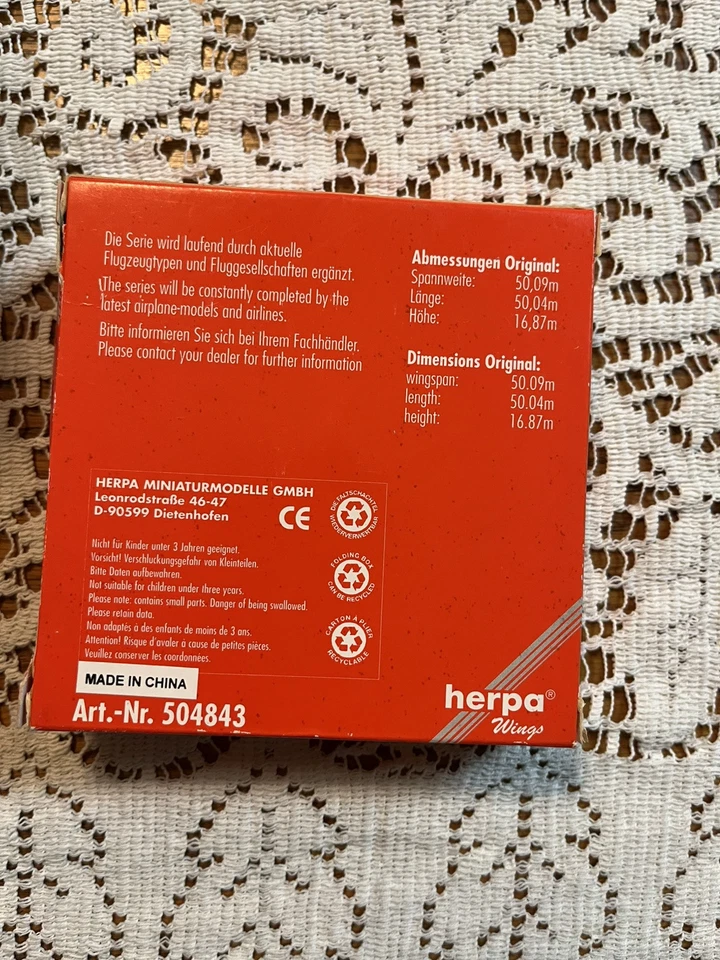 Die Serie wird laufend durch aktuelle
Flugzeugtypen und Fluggesellschaften ergänzt.
The series will be constantly completed by the
latest airplane-models and airlines.
Bitte informieren Sie sich bei Ihrem Fachhändler.
Please contact your dealer for further information
Abmessungen Original:
Spannweite: 50,09m
Länge: 50,04m
Höhe: 16,87m
Dimensions Original:
wingspan: 50.09m
length: 50.04m
height: 16.87m
HERPA MINIATURMODELLE GMBH
Leonrodstraße 46-47
D-90599 Dietenhofen
CE
DIE FALTSCHACHTEL
WIEDERVERWERTBAR
FOLDING BOX
CAN BE RECYCLED
CARTON À PLIER
RECYCLABLE
Nicht für Kinder unter 3 Jahren geeignet.
Vorsicht! Verschluckungsgefahr von Kleinteilen.
Bitte Daten aufbewahren.
Not suitable for children under three years.
Please note: contains small parts. Danger of being swallowed.
Please retain data.
Non adaptés à des enfants de moins de 3 ans.
Attention! Risque d'avaler à cause de petites pièces.
Veuillez conserver les coordonnées.
MADE IN CHINA
Art.-Nr. 504843
herpa®
Wings